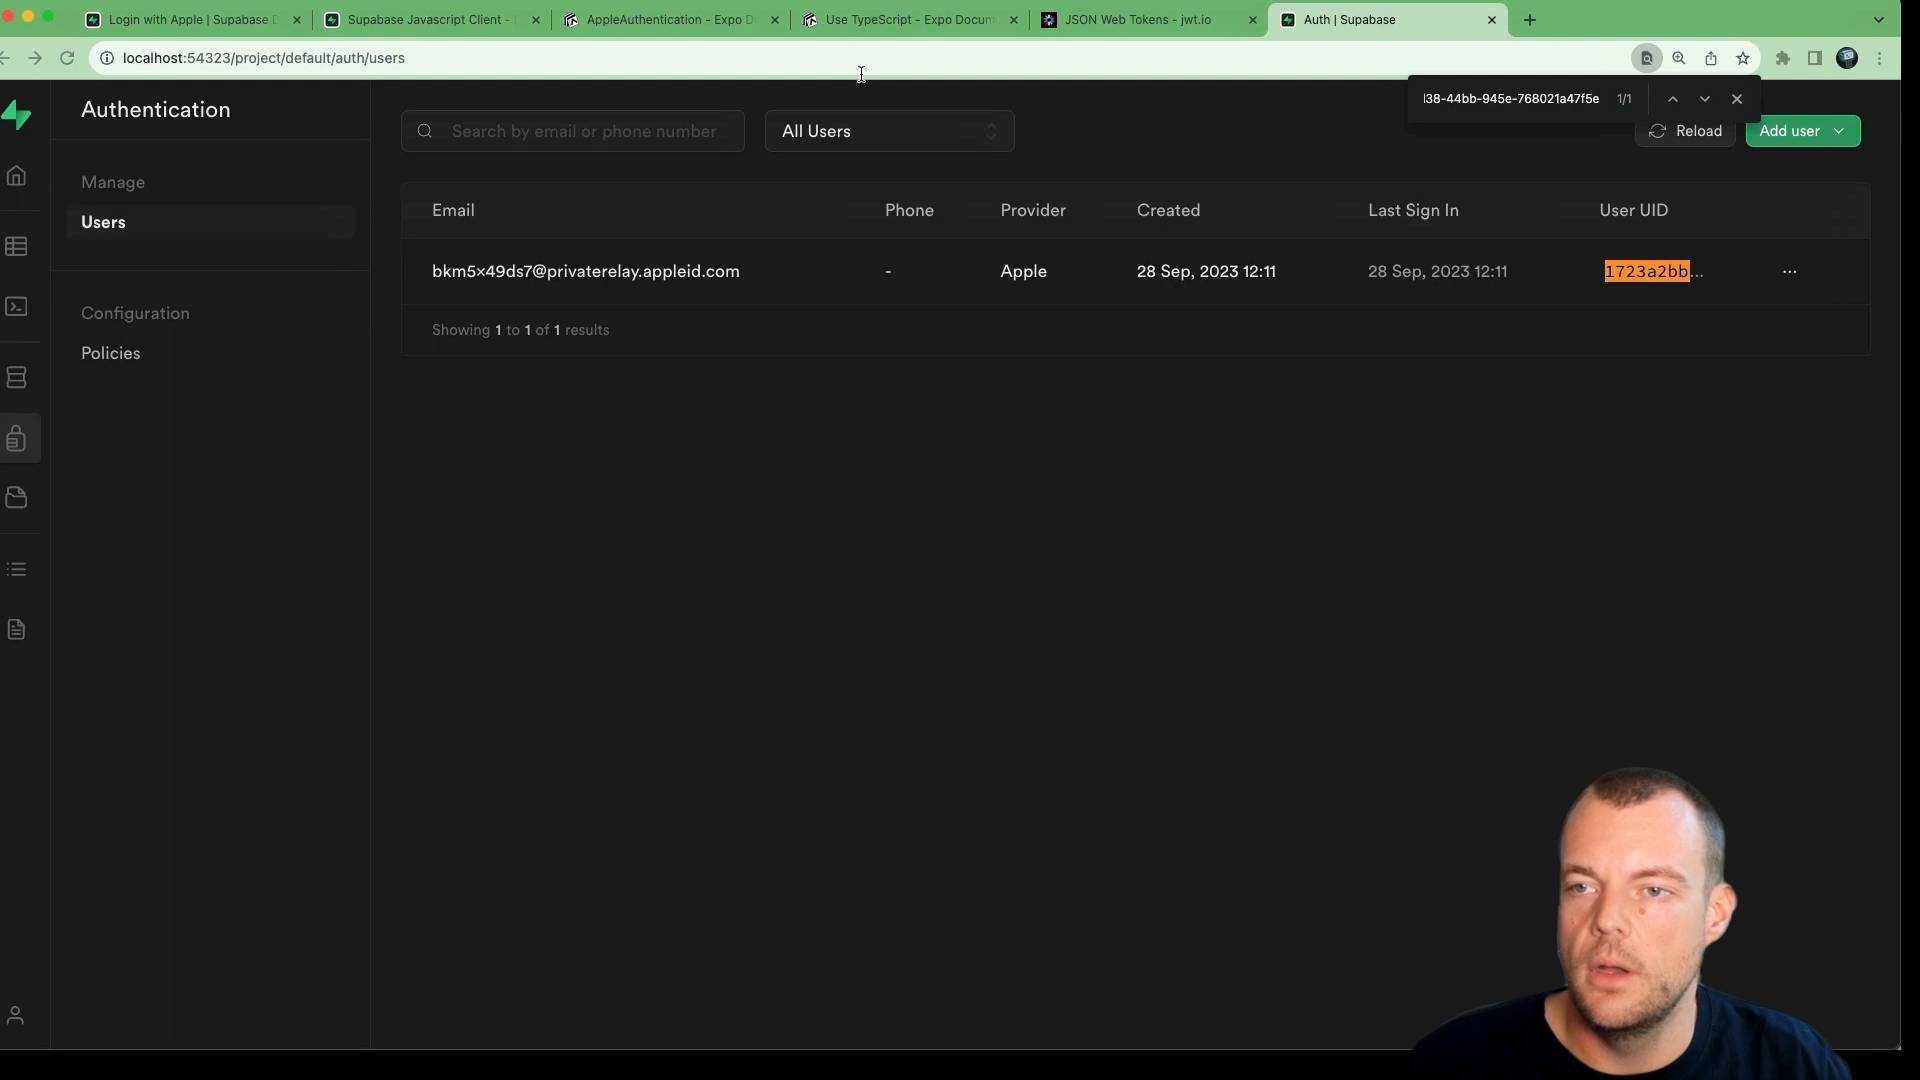 Login with Apple | Supabase D
Supabase Javascript Client -
AppleAuthentication - Expo D
Use TypeScript - Expo Docum
JSON Web Tokens - jwt.io
Auth | Supabase
localhost:54323/project/default/auth/users
38-44bb-945e-768021a47f5e 1/1
Authentication
Search by email or phone number
All Users
Reload
Add user
Manage
Users
Configuration
Policies
Email Phone Provider Created Last Sign In User UID
bkm5x49ds7@privaterelay.appleid.com - Apple 28 Sep, 2023 12:11 28 Sep, 2023 12:11 1723a2bb...
Showing 1 to 1 of 1 results